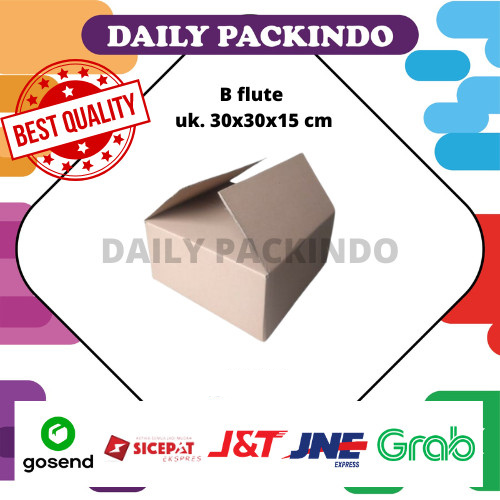 DAILY PACKINDO
BEST QUALITY
B flute
uk. 30x30x15 cm
DAILY PACKINDO
gosend
SICEPAT
EKSPRES
J&T
JNE
EXPRESS
Grab